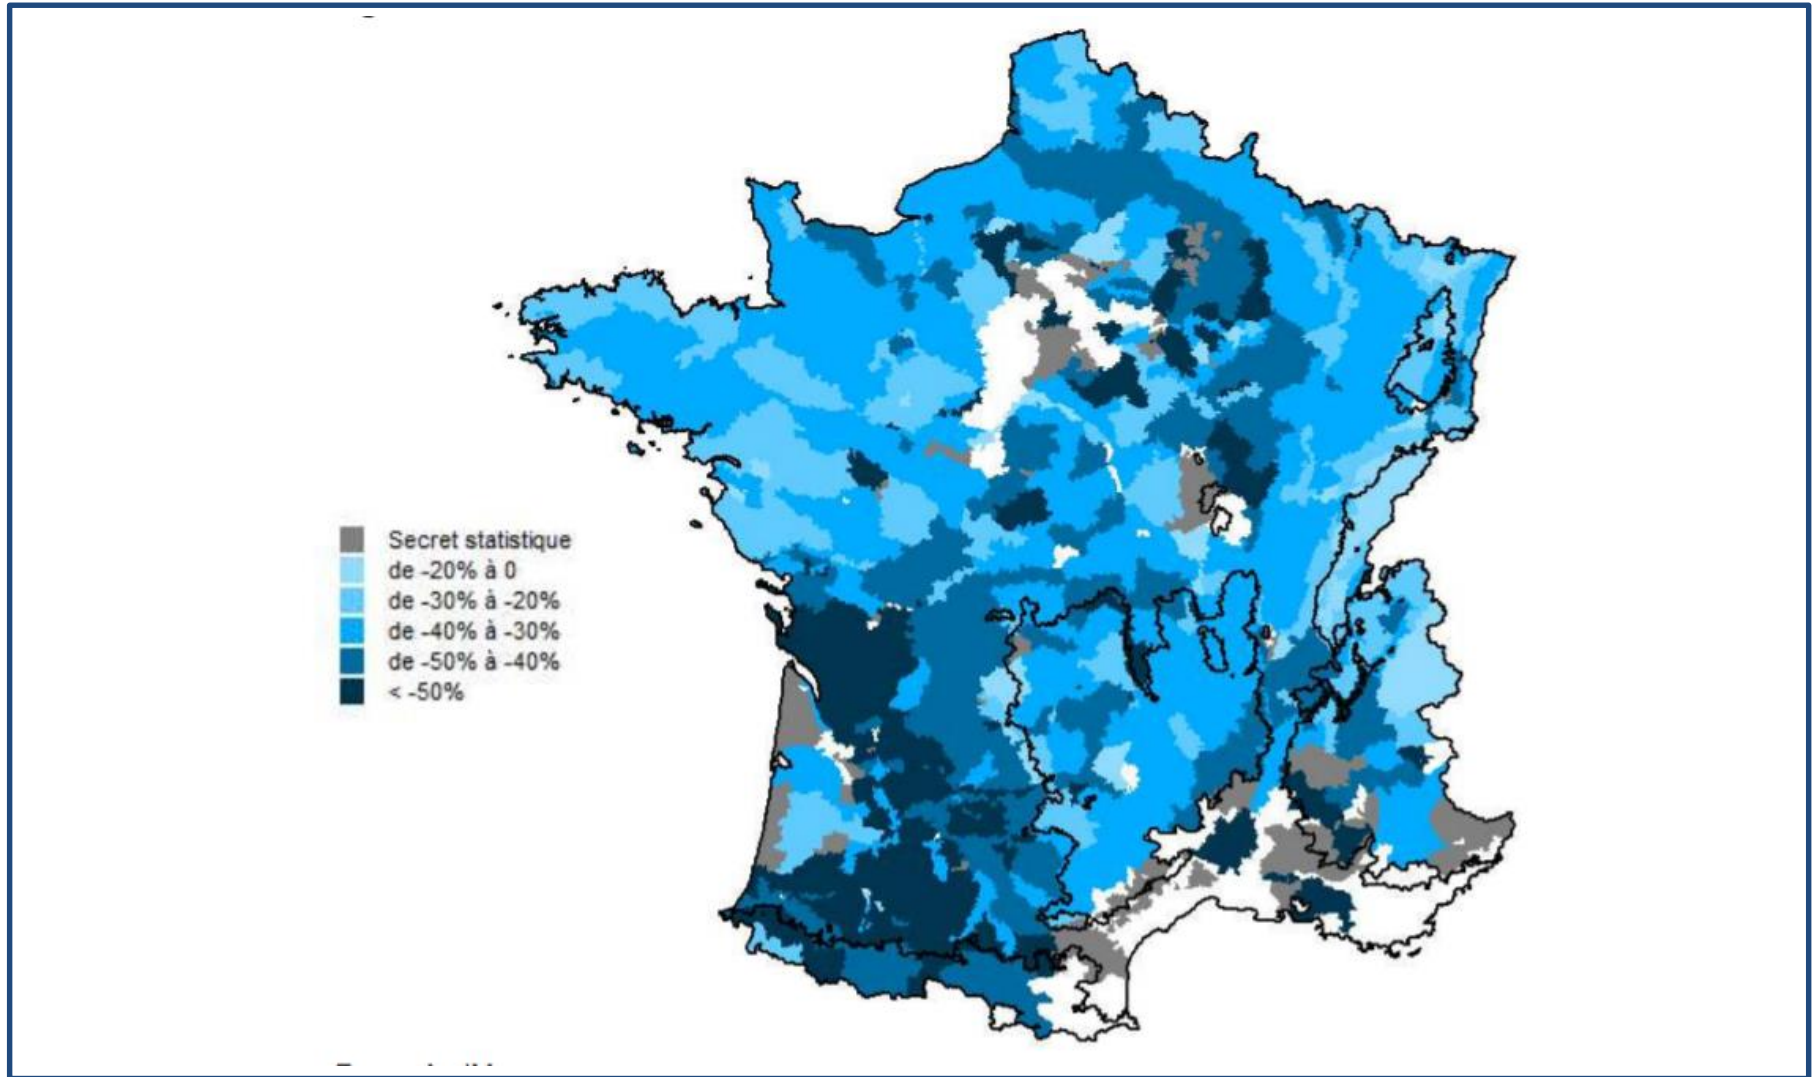 Secret statistique
de -20% à 0
de -30% à -20%
de -40% à -30%
de -50% à -40%
< -50%